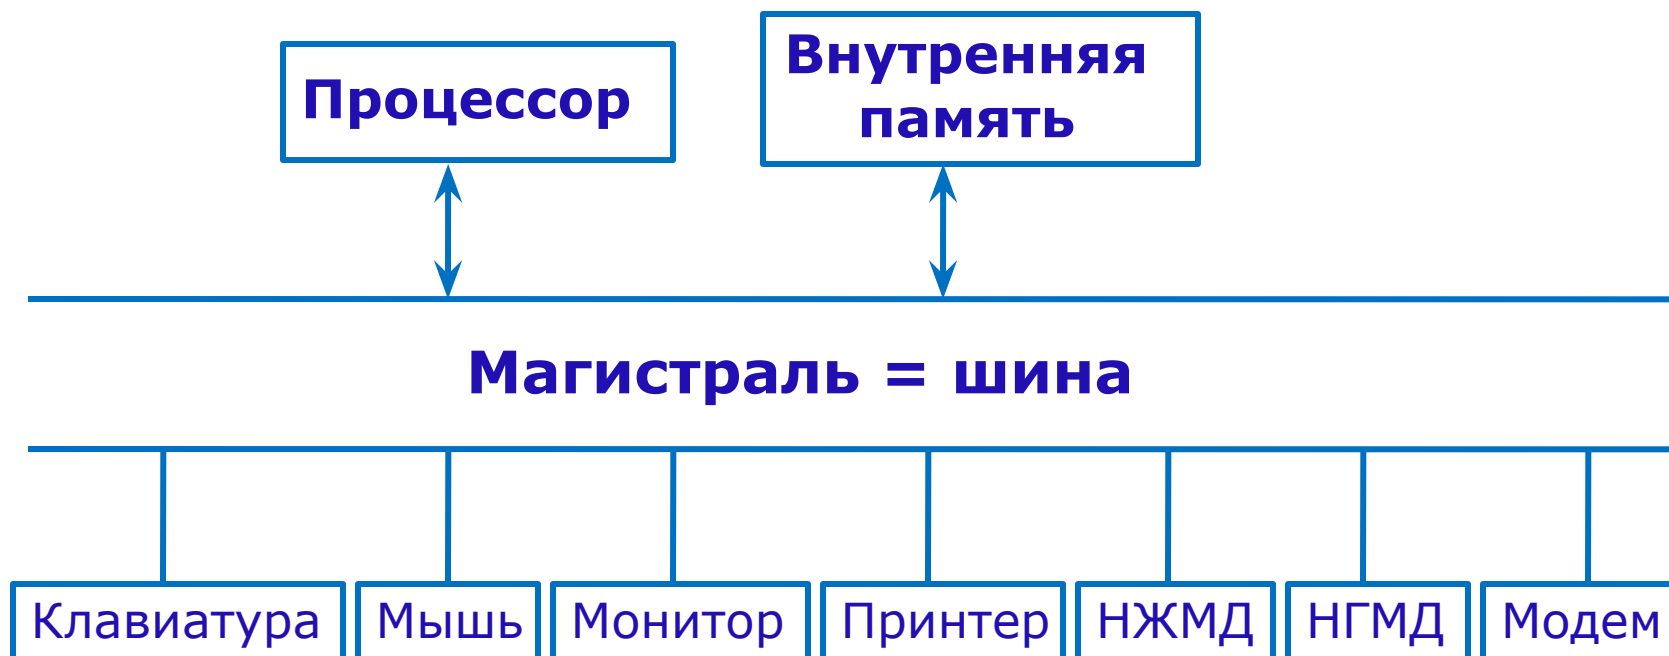 Процессор
Внутренняя
память
Магистраль = шина
Клавиатура
Мышь
Монитор
Принтер
НЖМД
НГМД
Модем